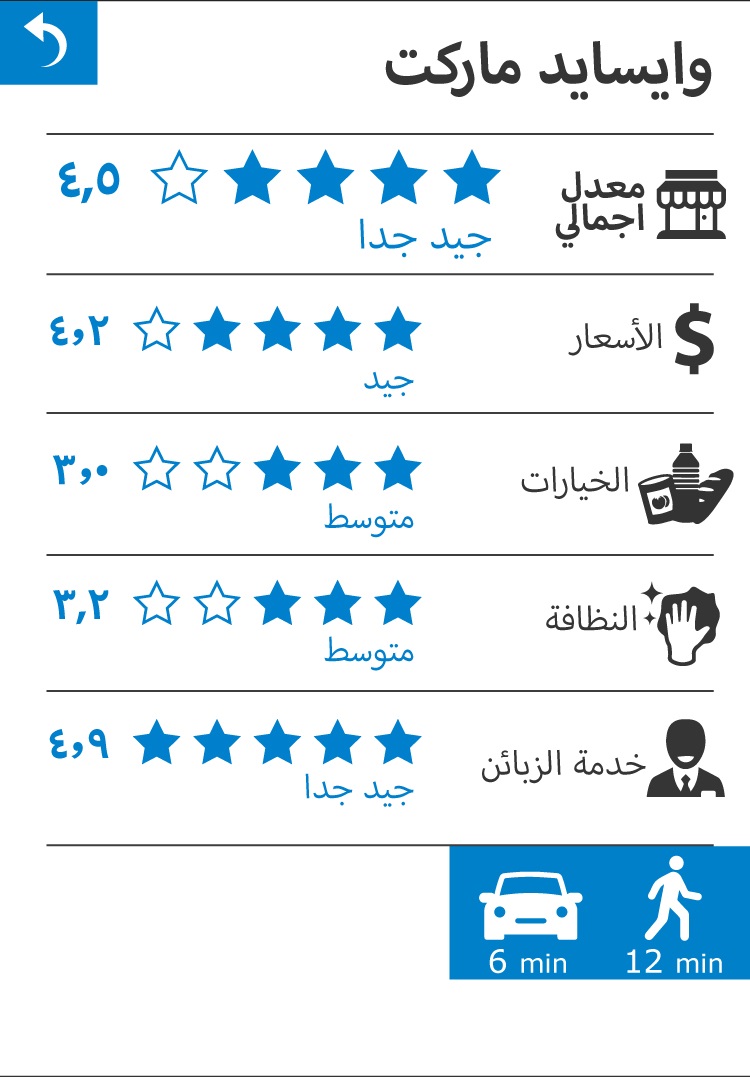 وايسايد ماركت
معدل
اجمالي
٤,٥
جيد جدا
الأسعار
٤,٢
جيد
الخيارات
٣,٠
متوسط
النظافة
٣,٢
متوسط
خدمة الزبائن
٤,٩
جيد جدا
6 min
12 min